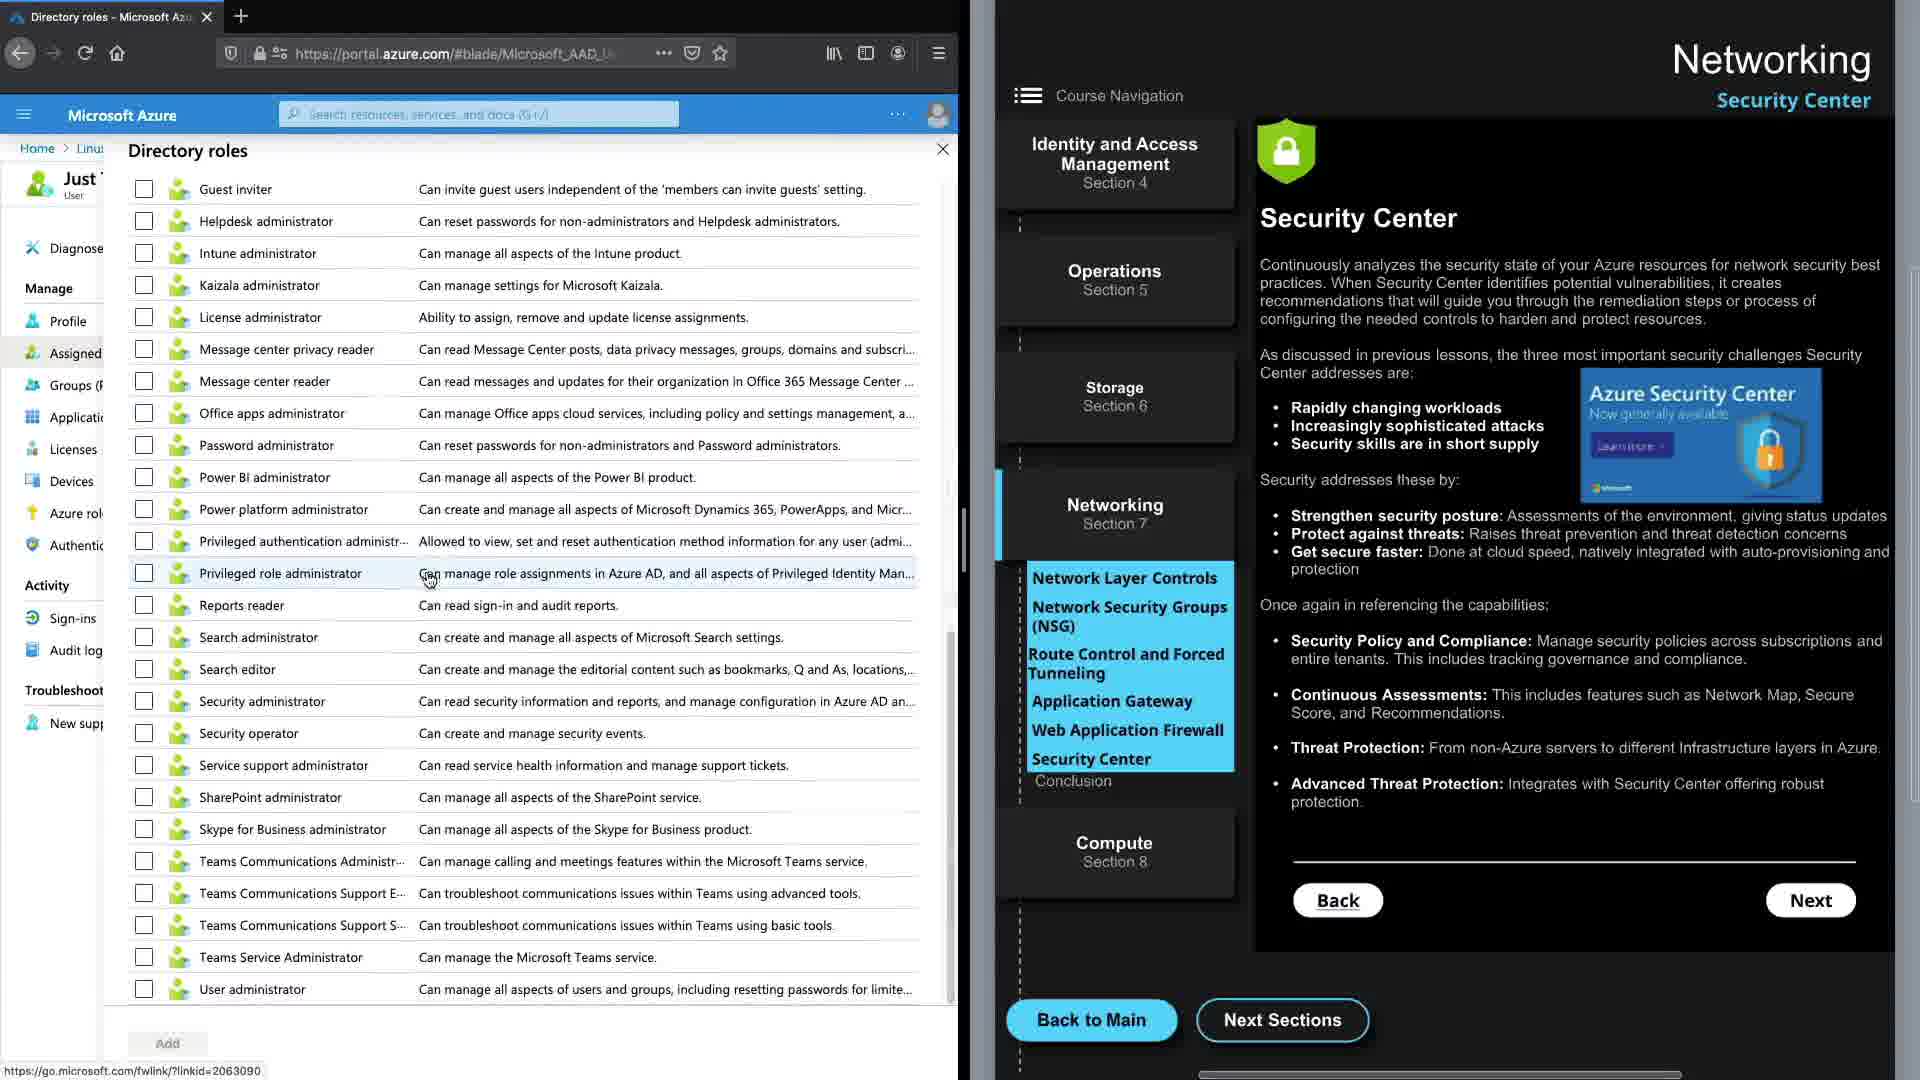 Directory roles - Microsoft Azu
https://portal.azure.com/#blade/Microsoft_AAD_U
Microsoft Azure
Search resources, services, and docs (G+/)
Home > Linux
Directory roles
Just T
User
Diagnose
Manage
Profile
Assigned
Groups (P
Applicatio
Licenses
Devices
Azure role
Authentic
Activity
Sign-ins
Audit log
Troubleshoot
New supp
Guest inviter Can invite guest users independent of the 'members can invite guests' setting.
Helpdesk administrator Can reset passwords for non-administrators and Helpdesk administrators.
Intune administrator Can manage all aspects of the Intune product.
Kaizala administrator Can manage settings for Microsoft Kaizala.
License administrator Ability to assign, remove and update license assignments.
Message center privacy reader Can read Message Center posts, data privacy messages, groups, domains and subscri...
Message center reader Can read messages and updates for their organization in Office 365 Message Center ...
Office apps administrator Can manage Office apps cloud services, including policy and settings management, a...
Password administrator Can reset passwords for non-administrators and Password administrators.
Power BI administrator Can manage all aspects of the Power BI product.
Power platform administrator Can create and manage all aspects of Microsoft Dynamics 365, PowerApps, and Micr...
Privileged authentication administr... Allowed to view, set and reset authentication method information for any user (admi...
Privileged role administrator Can manage role assignments in Azure AD, and all aspects of Privileged Identity Man...
Reports reader Can read sign-in and audit reports.
Search administrator Can create and manage all aspects of Microsoft Search settings.
Search editor Can create and manage the editorial content such as bookmarks, Q and As, locations,...
Security administrator Can read security information and reports, and manage configuration in Azure AD an...
Security operator Can create and manage security events.
Service support administrator Can read service health information and manage support tickets.
SharePoint administrator Can manage all aspects of the SharePoint service.
Skype for Business administrator Can manage all aspects of the Skype for Business product.
Teams Communications Administr... Can manage calling and meetings features within the Microsoft Teams service.
Teams Communications Support E... Can troubleshoot communications issues within Teams using advanced tools.
Teams Communications Support S... Can troubleshoot communications issues within Teams using basic tools.
Teams Service Administrator Can manage the Microsoft Teams service.
User administrator Can manage all aspects of users and groups, including resetting passwords for limite...
Add
https://go.microsoft.com/fwlink/?linkid=2063090
Networking
Security Center
Course Navigation
Identity and Access
Management
Section 4
Operations
Section 5
Storage
Section 6
Networking
Section 7
Network Layer Controls
Network Security Groups
(NSG)
Route Control and Forced
Tunneling
Application Gateway
Web Application Firewall
Security Center
Conclusion
Compute
Section 8
Back to Main
Next Sections
Security Center
Continuously analyzes the security state of your Azure resources for network security best
practices. When Security Center identifies potential vulnerabilities, it creates
recommendations that will guide you through the remediation steps or process of
configuring the needed controls to harden and protect resources.
As discussed in previous lessons, the three most important security challenges Security
Center addresses are:
• Rapidly changing workloads
• Increasingly sophisticated attacks
• Security skills are in short supply
Azure Security Center
Now generally available
Learn more >
Microsoft
Security addresses these by:
• Strengthen security posture: Assessments of the environment, giving status updates
• Protect against threats: Raises threat prevention and threat detection concerns
• Get secure faster: Done at cloud speed, natively integrated with auto-provisioning and
protection
Once again in referencing the capabilities:
• Security Policy and Compliance: Manage security policies across subscriptions and
entire tenants. This includes tracking governance and compliance.
• Continuous Assessments: This includes features such as Network Map, Secure
Score, and Recommendations.
• Threat Protection: From non-Azure servers to different Infrastructure layers in Azure.
• Advanced Threat Protection: Integrates with Security Center offering robust
protection.
Back
Next